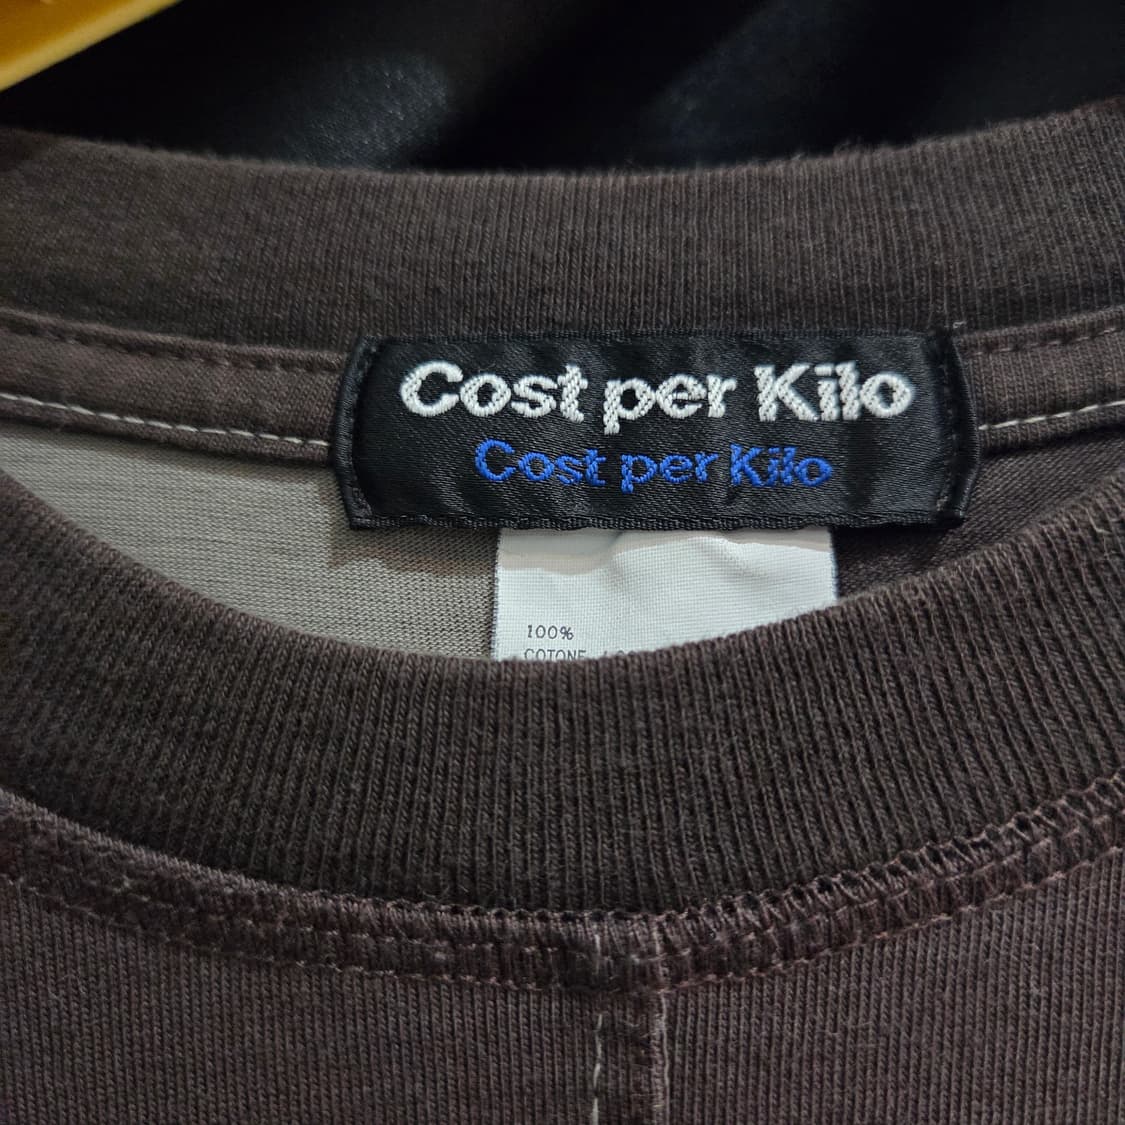 Cost per Kilo
Cost per Kilo
100%
COTONE /